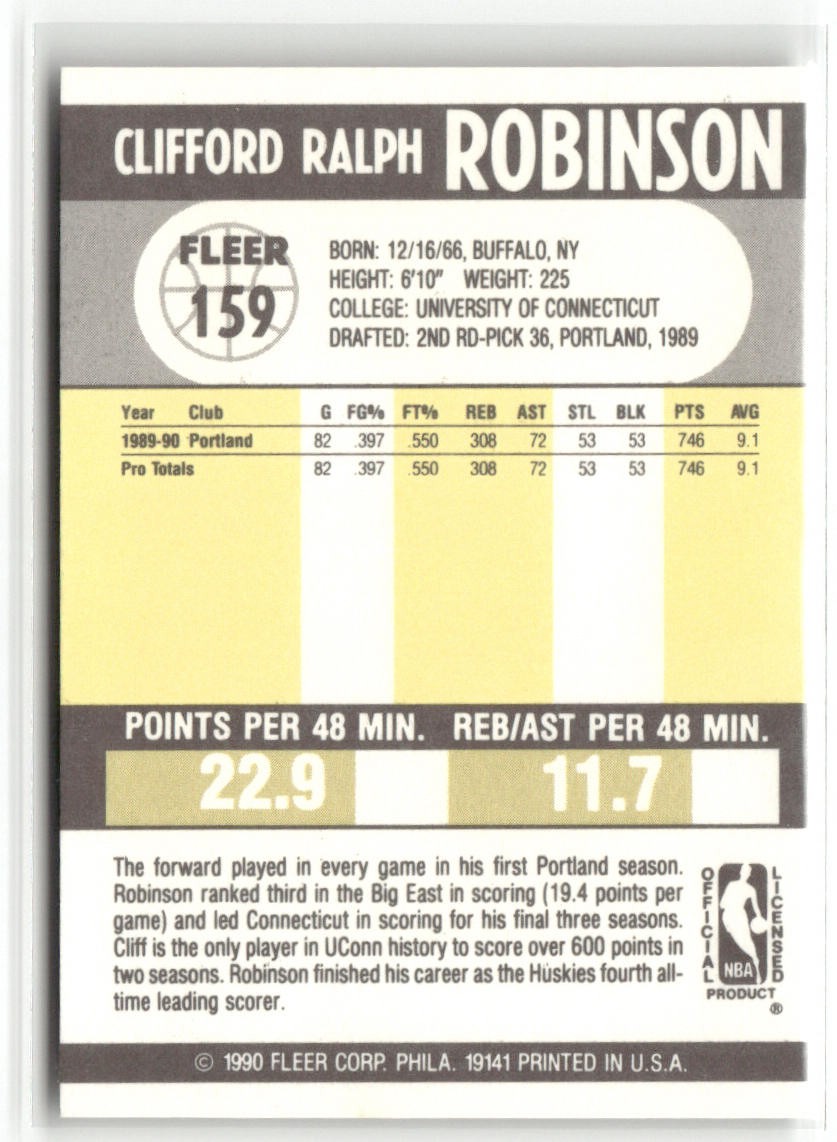 CLIFFORD RALPH ROBINSON
FLEER
159
BORN: 12/16/66, BUFFALO, NY
HEIGHT: 6'10" WEIGHT: 225
COLLEGE: UNIVERSITY OF CONNECTICUT
DRAFTED: 2ND RD-PICK 36, PORTLAND, 1989
Year Club G FG% FT% REB AST STL BLK PTS AVG
1989-90 Portland 82 .397 .550 308 72 53 53 746 9.1
Pro Totals 82 .397 .550 308 72 53 53 746 9.1
POINTS PER 48 MIN. REB/AST PER 48 MIN.
22.9 11.7
The forward played in every game in his first Portland season.
Robinson ranked third in the Big East in scoring (19.4 points per
game) and led Connecticut in scoring for his final three seasons.
Cliff is the only player in UConn history to score over 600 points in
two seasons. Robinson finished his career as the Huskies fourth all-
time leading scorer.
OFFICIAL
LICENSED
NBA
PRODUCT
®
© 1990 FLEER CORP. PHILA. 19141 PRINTED IN U.S.A.